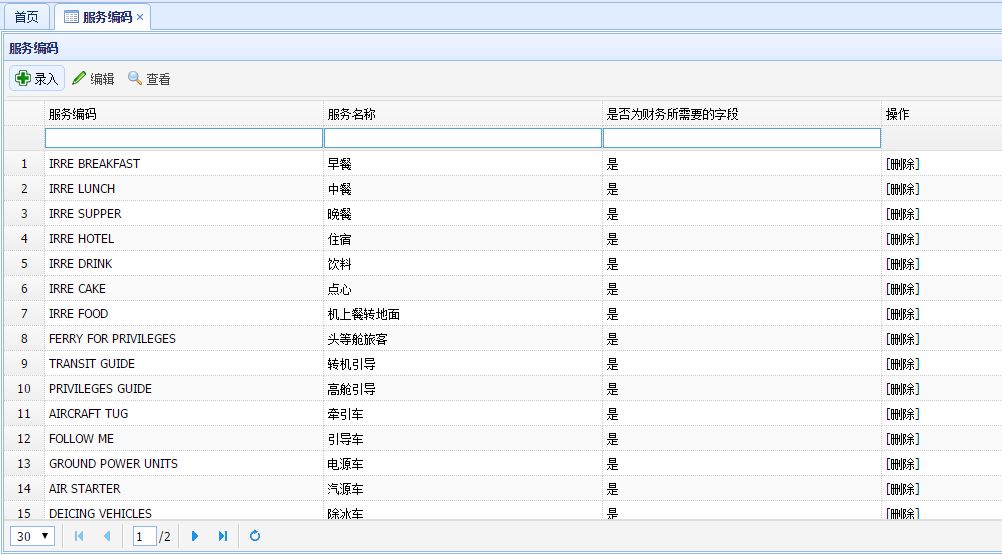 首页 服务编码 ×
服务编码
录入 编辑 查看
服务编码 服务名称 是否为财务所需要的字段 操作
1 IRRE BREAKFAST 早餐 是 [删除]
2 IRRE LUNCH 中餐 是 [删除]
3 IRRE SUPPER 晚餐 是 [删除]
4 IRRE HOTEL 住宿 是 [删除]
5 IRRE DRINK 饮料 是 [删除]
6 IRRE CAKE 点心 是 [删除]
7 IRRE FOOD 机上餐转地面 是 [删除]
8 FERRY FOR PRIVILEGES 头等舱旅客 是 [删除]
9 TRANSIT GUIDE 转机引导 是 [删除]
10 PRIVILEGES GUIDE 高舱引导 是 [删除]
11 AIRCRAFT TUG 牵引车 是 [删除]
12 FOLLOW ME 引导车 是 [删除]
13 GROUND POWER UNITS 电源车 是 [删除]
14 AIR STARTER 汽源车 是 [删除]
15 DEICING VEHICLES 除冰车 是 [删除]
30 1 /2